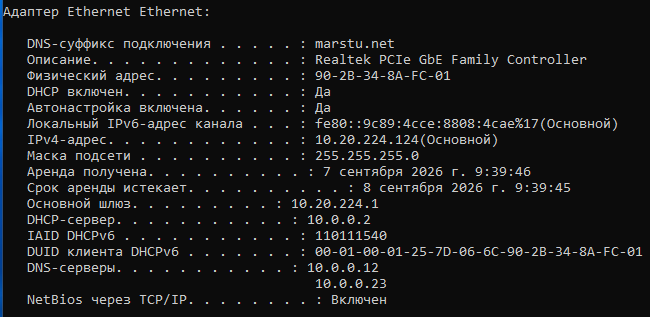 Адаптер Ethernet Ethernet:
DNS-суффикс подключения . . . . . : marstu.net
Описание. . . . . . . . . . . . . : Realtek PCIe GbE Family Controller
Физический адрес. . . . . . . . . : 90-2B-34-8A-FC-01
DHCP включен. . . . . . . . . . . : Да
Автонастройка включена. . . . . . : Да
Локальный IPv6-адрес канала . . . : fe80::9c89:4cce:8808:4cae%17(Основной)
IPv4-адрес. . . . . . . . . . . . : 10.20.224.124(Основной)
Маска подсети . . . . . . . . . . : 255.255.255.0
Аренда получена. . . . . . . . . . : 7 сентября 2026 г. 9:39:46
Срок аренды истекает. . . . . . . . . . : 8 сентября 2026 г. 9:39:45
Основной шлюз. . . . . . . . . : 10.20.224.1
DHCP-сервер. . . . . . . . . . . : 10.0.0.2
IAID DHCPv6 . . . . . . . . . . . : 110111540
DUID клиента DHCPv6 . . . . . . . : 00-01-00-01-25-7D-06-6C-90-2B-34-8A-FC-01
DNS-серверы. . . . . . . . . . . : 10.0.0.12
10.0.0.23
NetBios через TCP/IP. . . . . . . . : Включен